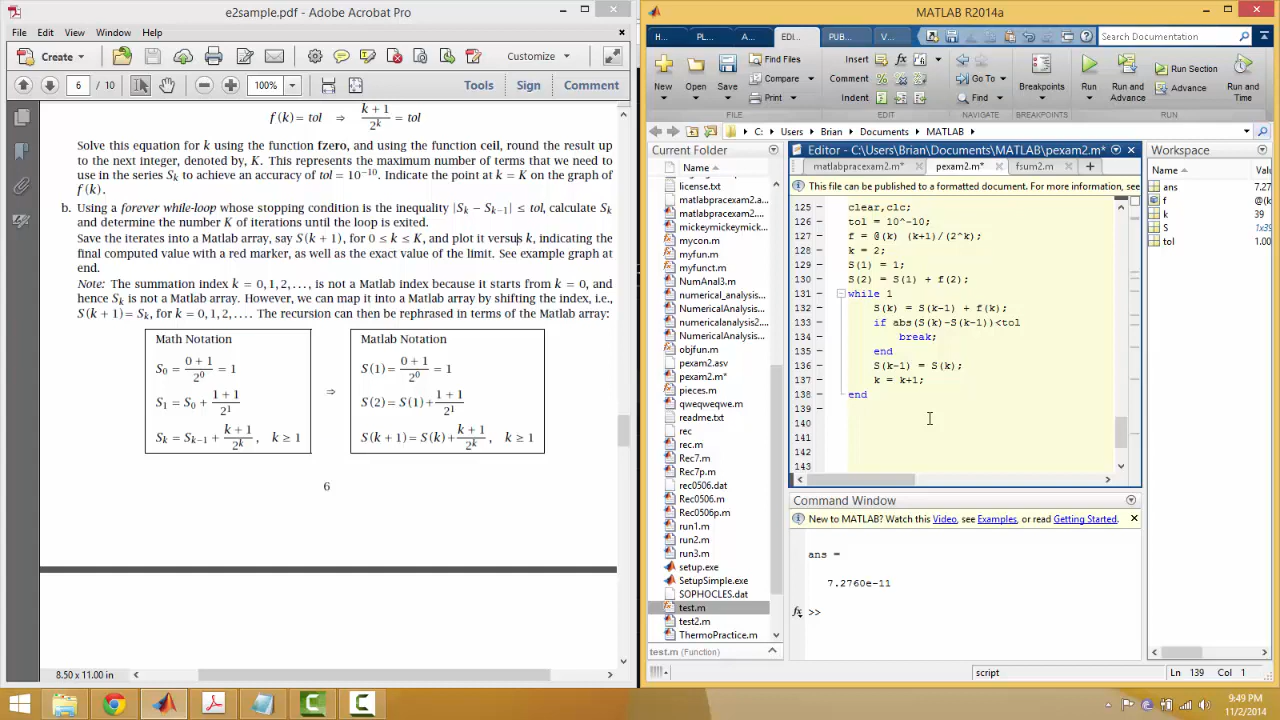 e2sample.pdf - Adobe Acrobat Pro
File Edit View Window Help
Create
Customize
6 / 10
100%
Tools Sign Comment
f(k) = tol ⇒ k + 1 / 2^k = tol
Solve this equation for k using the function fzero, and using the function ceil, round the result up
to the next integer, denoted by, K. This represents the maximum number of terms that we need to
use in the series S_k to achieve an accuracy of tol = 10^-10. Indicate the point at k = K on the graph of
f(k).
b. Using a forever while-loop whose stopping condition is the inequality |S_k − S_k−1| ≤ tol, calculate S_k
and determine the number K of iterations until the loop is exited.
Save the iterates into a Matlab array, say S(k + 1), for 0 ≤ k ≤ K, and plot it versus k, indicating the
final computed value with a red marker, as well as the exact value of the limit. See example graph at
end.
Note: The summation index k = 0, 1, 2, . . . , is not a Matlab index because it starts from k = 0, and
hence S_k is not a Matlab array. However, we can map it into a Matlab array by shifting the index, i.e.,
S(k + 1) = S_k, for k = 0, 1, 2, . . . . The recursion can then be rephrased in terms of the Matlab array:
Math Notation
S_0 = 0 + 1 / 2^0 = 1
S_1 = S_0 + 1 + 1 / 2^1
S_k = S_k−1 + k + 1 / 2^k , k ≥ 1
⇒
Matlab Notation
S(1) = 0 + 1 / 2^0 = 1
S(2) = S(1) + 1 + 1 / 2^1
S(k + 1) = S(k) + k + 1 / 2^k , k ≥ 1
6
8.50 x 11.00 in
MATLAB R2014a
H... PL... A... EDI... PUB... V...
Search Documentation
New Open Save
Find Files
Compare
Print
Insert
Comment
Indent
Go To
Find
Breakpoints
Run
Run and Advance
Run Section
Advance
Run and Time
FILE EDIT NAVIGATE BREAKPOINTS RUN
C: Users Brian Documents MATLAB
Current Folder
Name
license.txt
matlabpracexam2.a...
matlabpracexam2....
mickeymickeymickey...
mycon.m
myfun.m
myfunct.m
NumAnal3.m
numerical_analysis...
NumericalAnalysis...
numericalanalysis2...
NumericalAnalysis...
objfun.m
pexam2.asv
pexam2.m*
pieces.m
qweqweqwe.m
readme.txt
rec
rec.m
Rec7.m
Rec7p.m
rec0506.dat
Rec0506.m
Rec0506p.m
run1.m
run2.m
run3.m
setup.exe
SetupSimple.exe
SOPHOCLES.dat
test.m
test2.m
ThermoPractice.m
test.m (Function)
Editor - C:\Users\Brian\Documents\MATLAB\pexam2.m*
matlabpracexam2.m* pexam2.m* fsum2.m
This file can be published to a formatted document. For more information, see
125 clear,clc;
126 tol = 10^-10;
127 f = @(k) (k+1)/(2^k);
128 k = 2;
129 S(1) = 1;
130 S(2) = S(1) + f(2);
131 while 1
132 S(k) = S(k-1) + f(k);
133 if abs(S(k)-S(k-1))<tol
134 break;
135 end
136 S(k-1) = S(k);
137 k = k+1;
138 end
139
140
141
142
143
Command Window
New to MATLAB? Watch this Video, see Examples, or read Getting Started.
ans =
7.2760e-11
fx >>
Workspace
Name Val
ans 7.27
f @(k
k 39
S 1x39
tol 1.00
script
Ln 139 Col 1
9:49 PM
11/2/2014